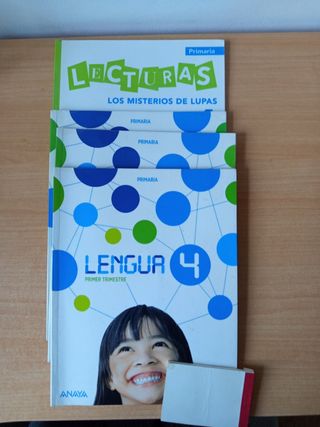 Primaria
LECTURAS
LOS MISTERIOS DE LUPAS
PRIMARIA
PRIMARIA
PRIMARIA
LENGUA 4
PRIMER TRIMESTRE
ANAYA